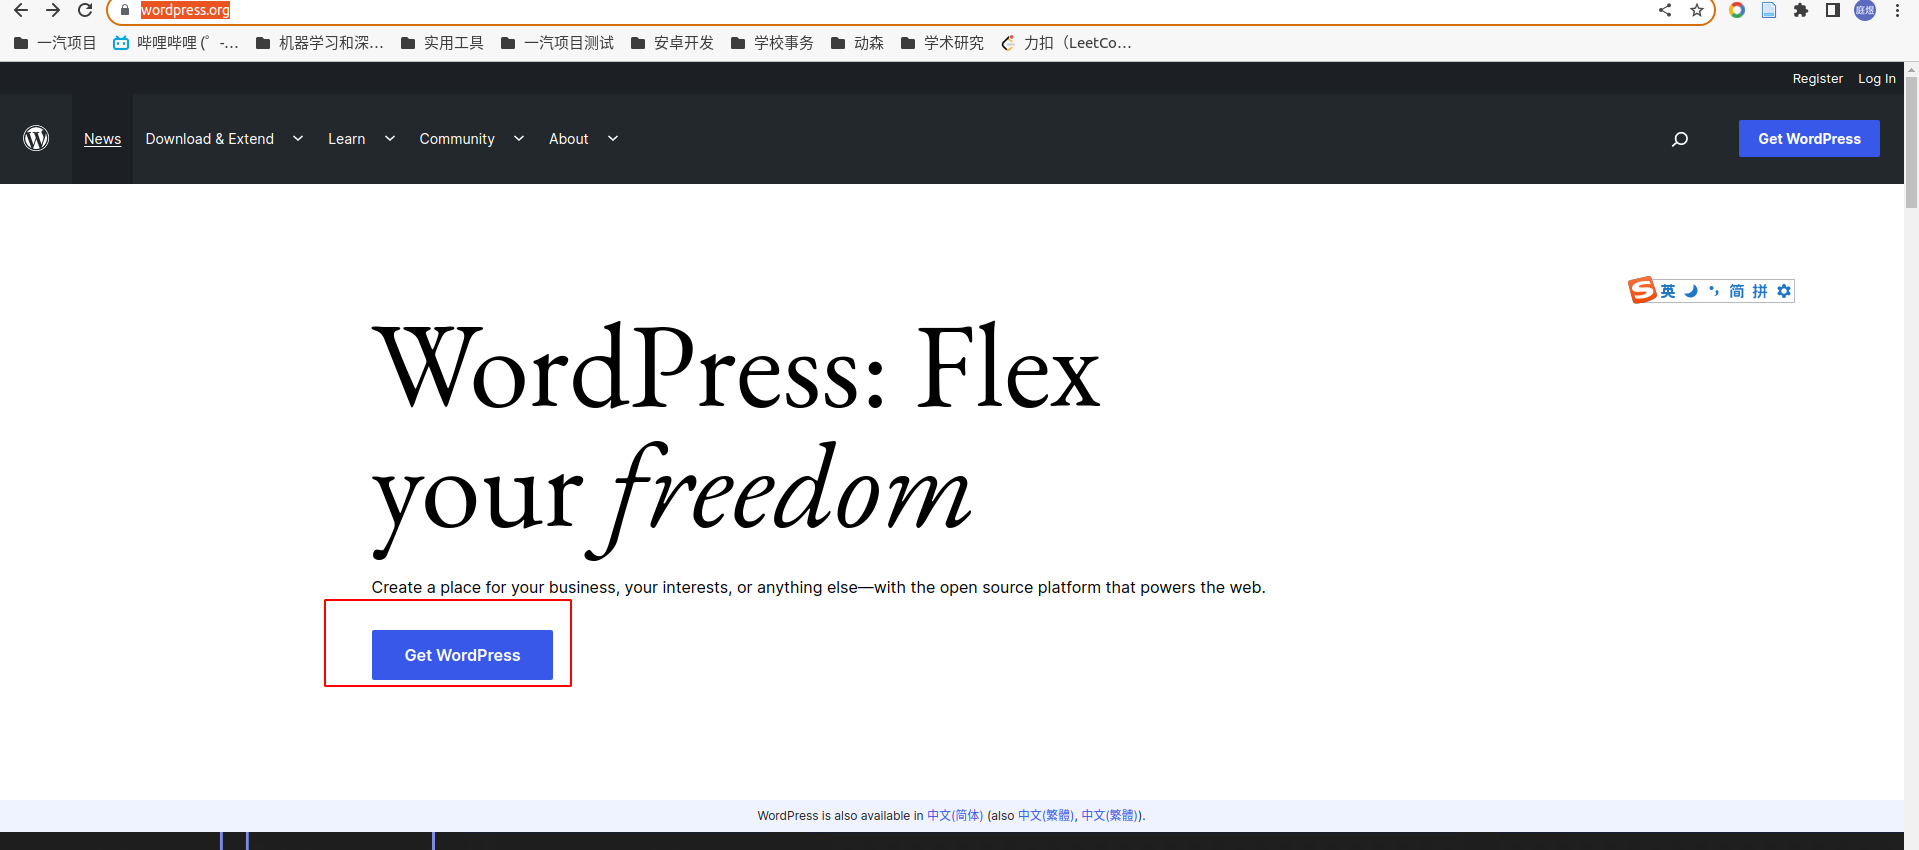 wordpress.org
一汽项目 哔哩哔哩 (゜-... 机器学习和深... 实用工具 一汽项目测试 安卓开发 学校事务 动森 学术研究 力扣（LeetCo...
Register Log In
News Download & Extend Learn Community About Get WordPress
英 简 拼
WordPress: Flex
your freedom
Create a place for your business, your interests, or anything else—with the open source platform that powers the web.
Get WordPress
WordPress is also available in 中文(简体) (also 中文(繁體), 中文(繁體)).